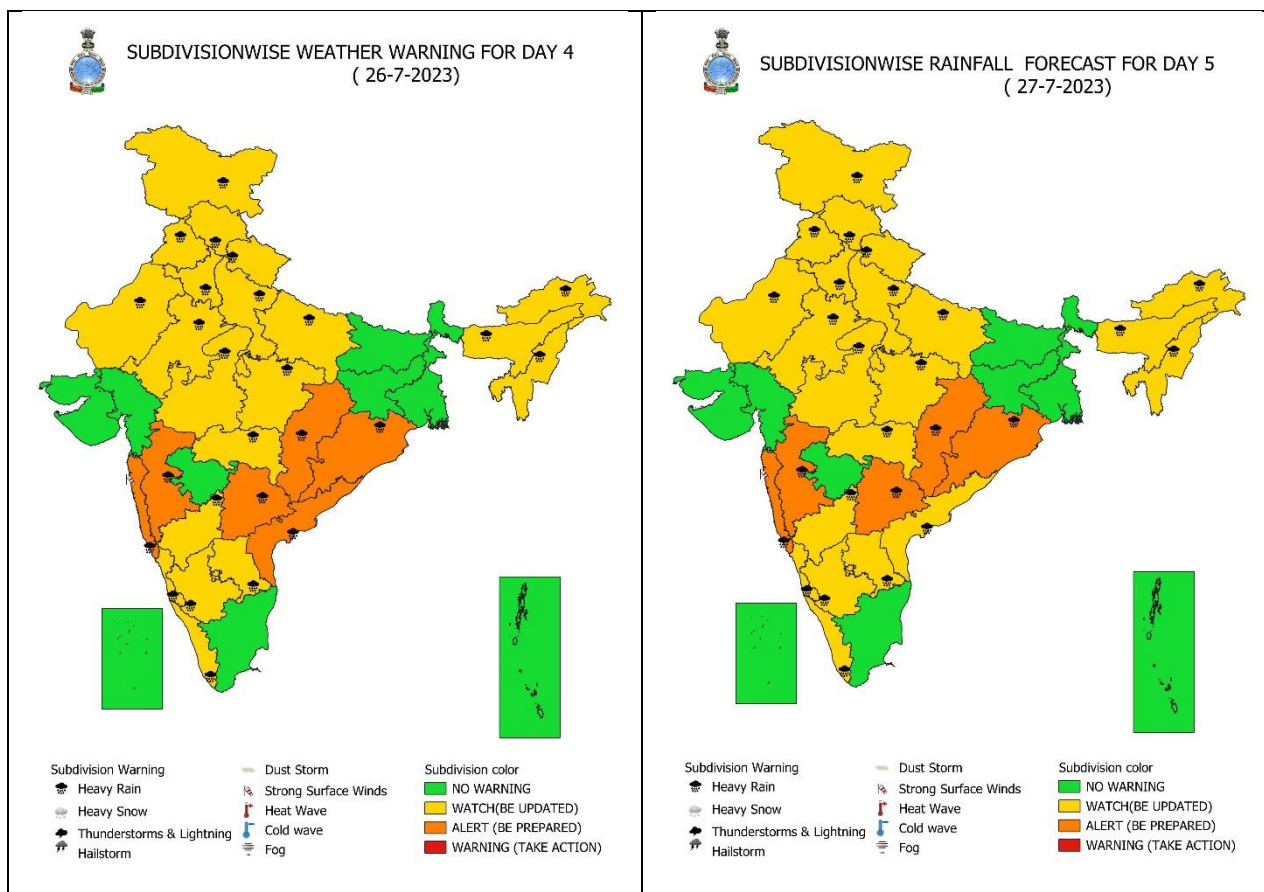 SUBDIVISIONWISE WEATHER WARNING FOR DAY 4
( 26-7-2023)
Subdivision Warning
Heavy Rain
Heavy Snow
Thunderstorms & Lightning
Hailstorm
Dust Storm
Strong Surface Winds
Heat Wave
Cold wave
Fog
Subdivision color
NO WARNING
WATCH(BE UPDATED)
ALERT (BE PREPARED)
WARNING (TAKE ACTION)
SUBDIVISIONWISE RAINFALL FORECAST FOR DAY 5
( 27-7-2023)
Subdivision Warning
Heavy Rain
Heavy Snow
Thunderstorms & Lightning
Hailstorm
Dust Storm
Strong Surface Winds
Heat Wave
Cold wave
Fog
Subdivision color
NO WARNING
WATCH(BE UPDATED)
ALERT (BE PREPARED)
WARNING (TAKE ACTION)